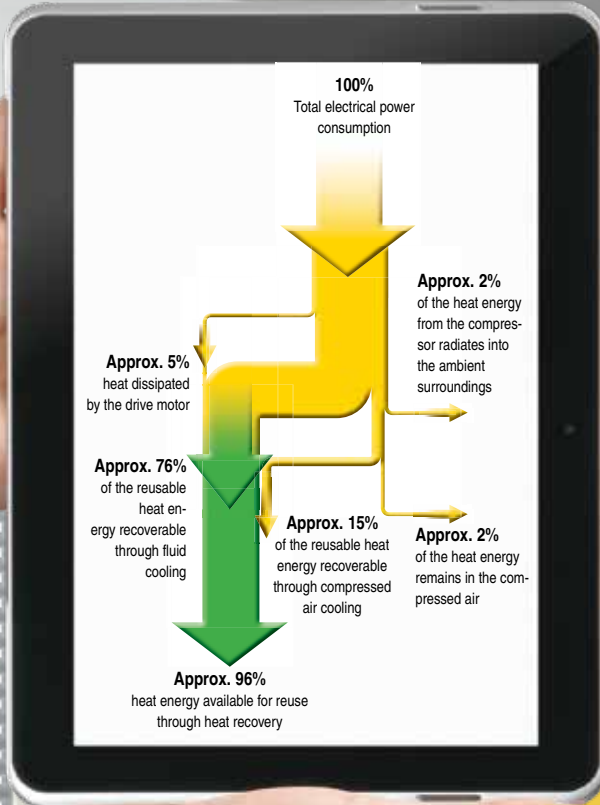 100%
Total electrical power
consumption
Approx. 2%
of the heat energy
from the compres-
sor radiates into
the ambient
surroundings
Approx. 5%
heat dissipated
by the drive motor
Approx. 76%
of the reusable
heat en-
ergy recoverable
through fluid
cooling
Approx. 15%
of the reusable heat
energy recoverable
through compressed
air cooling
Approx. 2%
of the heat energy
remains in the com-
pressed air
Approx. 96%
heat energy available for reuse
through heat recovery